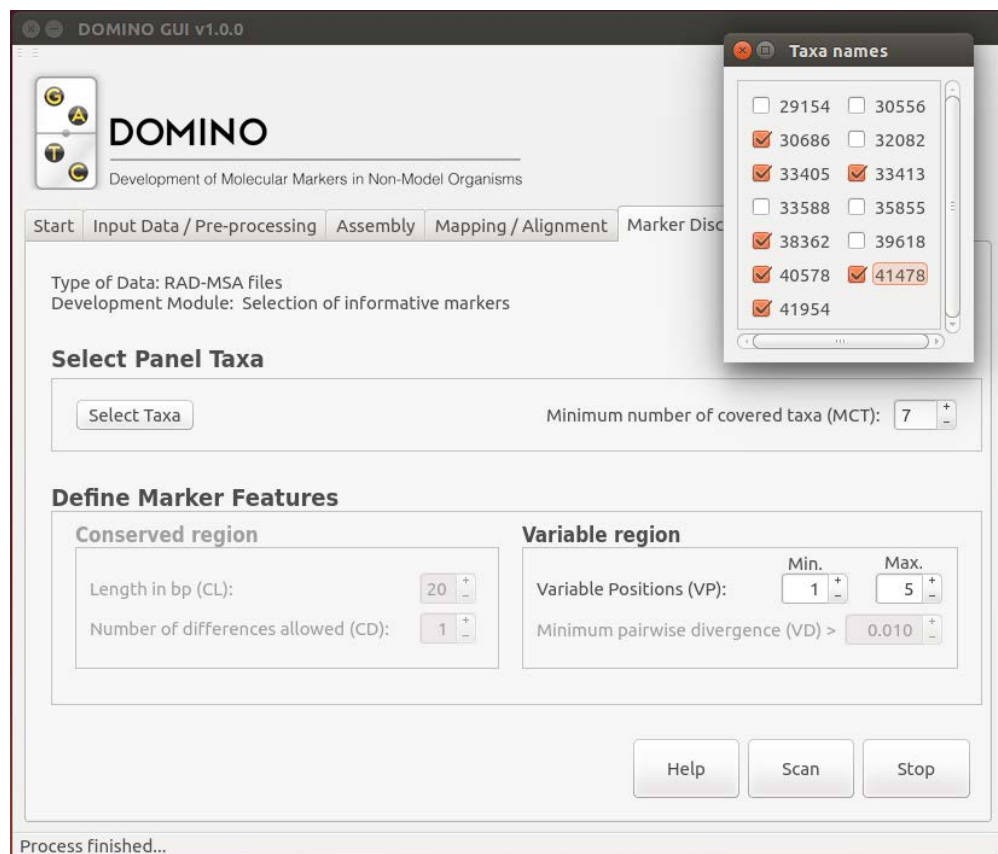 DOMINO GUI v1.0.0
Taxa names
29154 30556
30686 32082
33405 33413
33588 35855
38362 39618
40578 41478
41954
G
A
T
C
DOMINO
Development of Molecular Markers in Non-Model Organisms
Start Input Data / Pre-processing Assembly Mapping / Alignment Marker Disc
Type of Data: RAD-MSA files
Development Module: Selection of informative markers
Select Panel Taxa
Select Taxa Minimum number of covered taxa (MCT): 7
Define Marker Features
Conserved region Variable region
Min. Max.
Length in bp (CL): 20 Variable Positions (VP): 1 5
Number of differences allowed (CD): 1 Minimum pairwise divergence (VD) > 0.010
Help Scan Stop
Process finished...